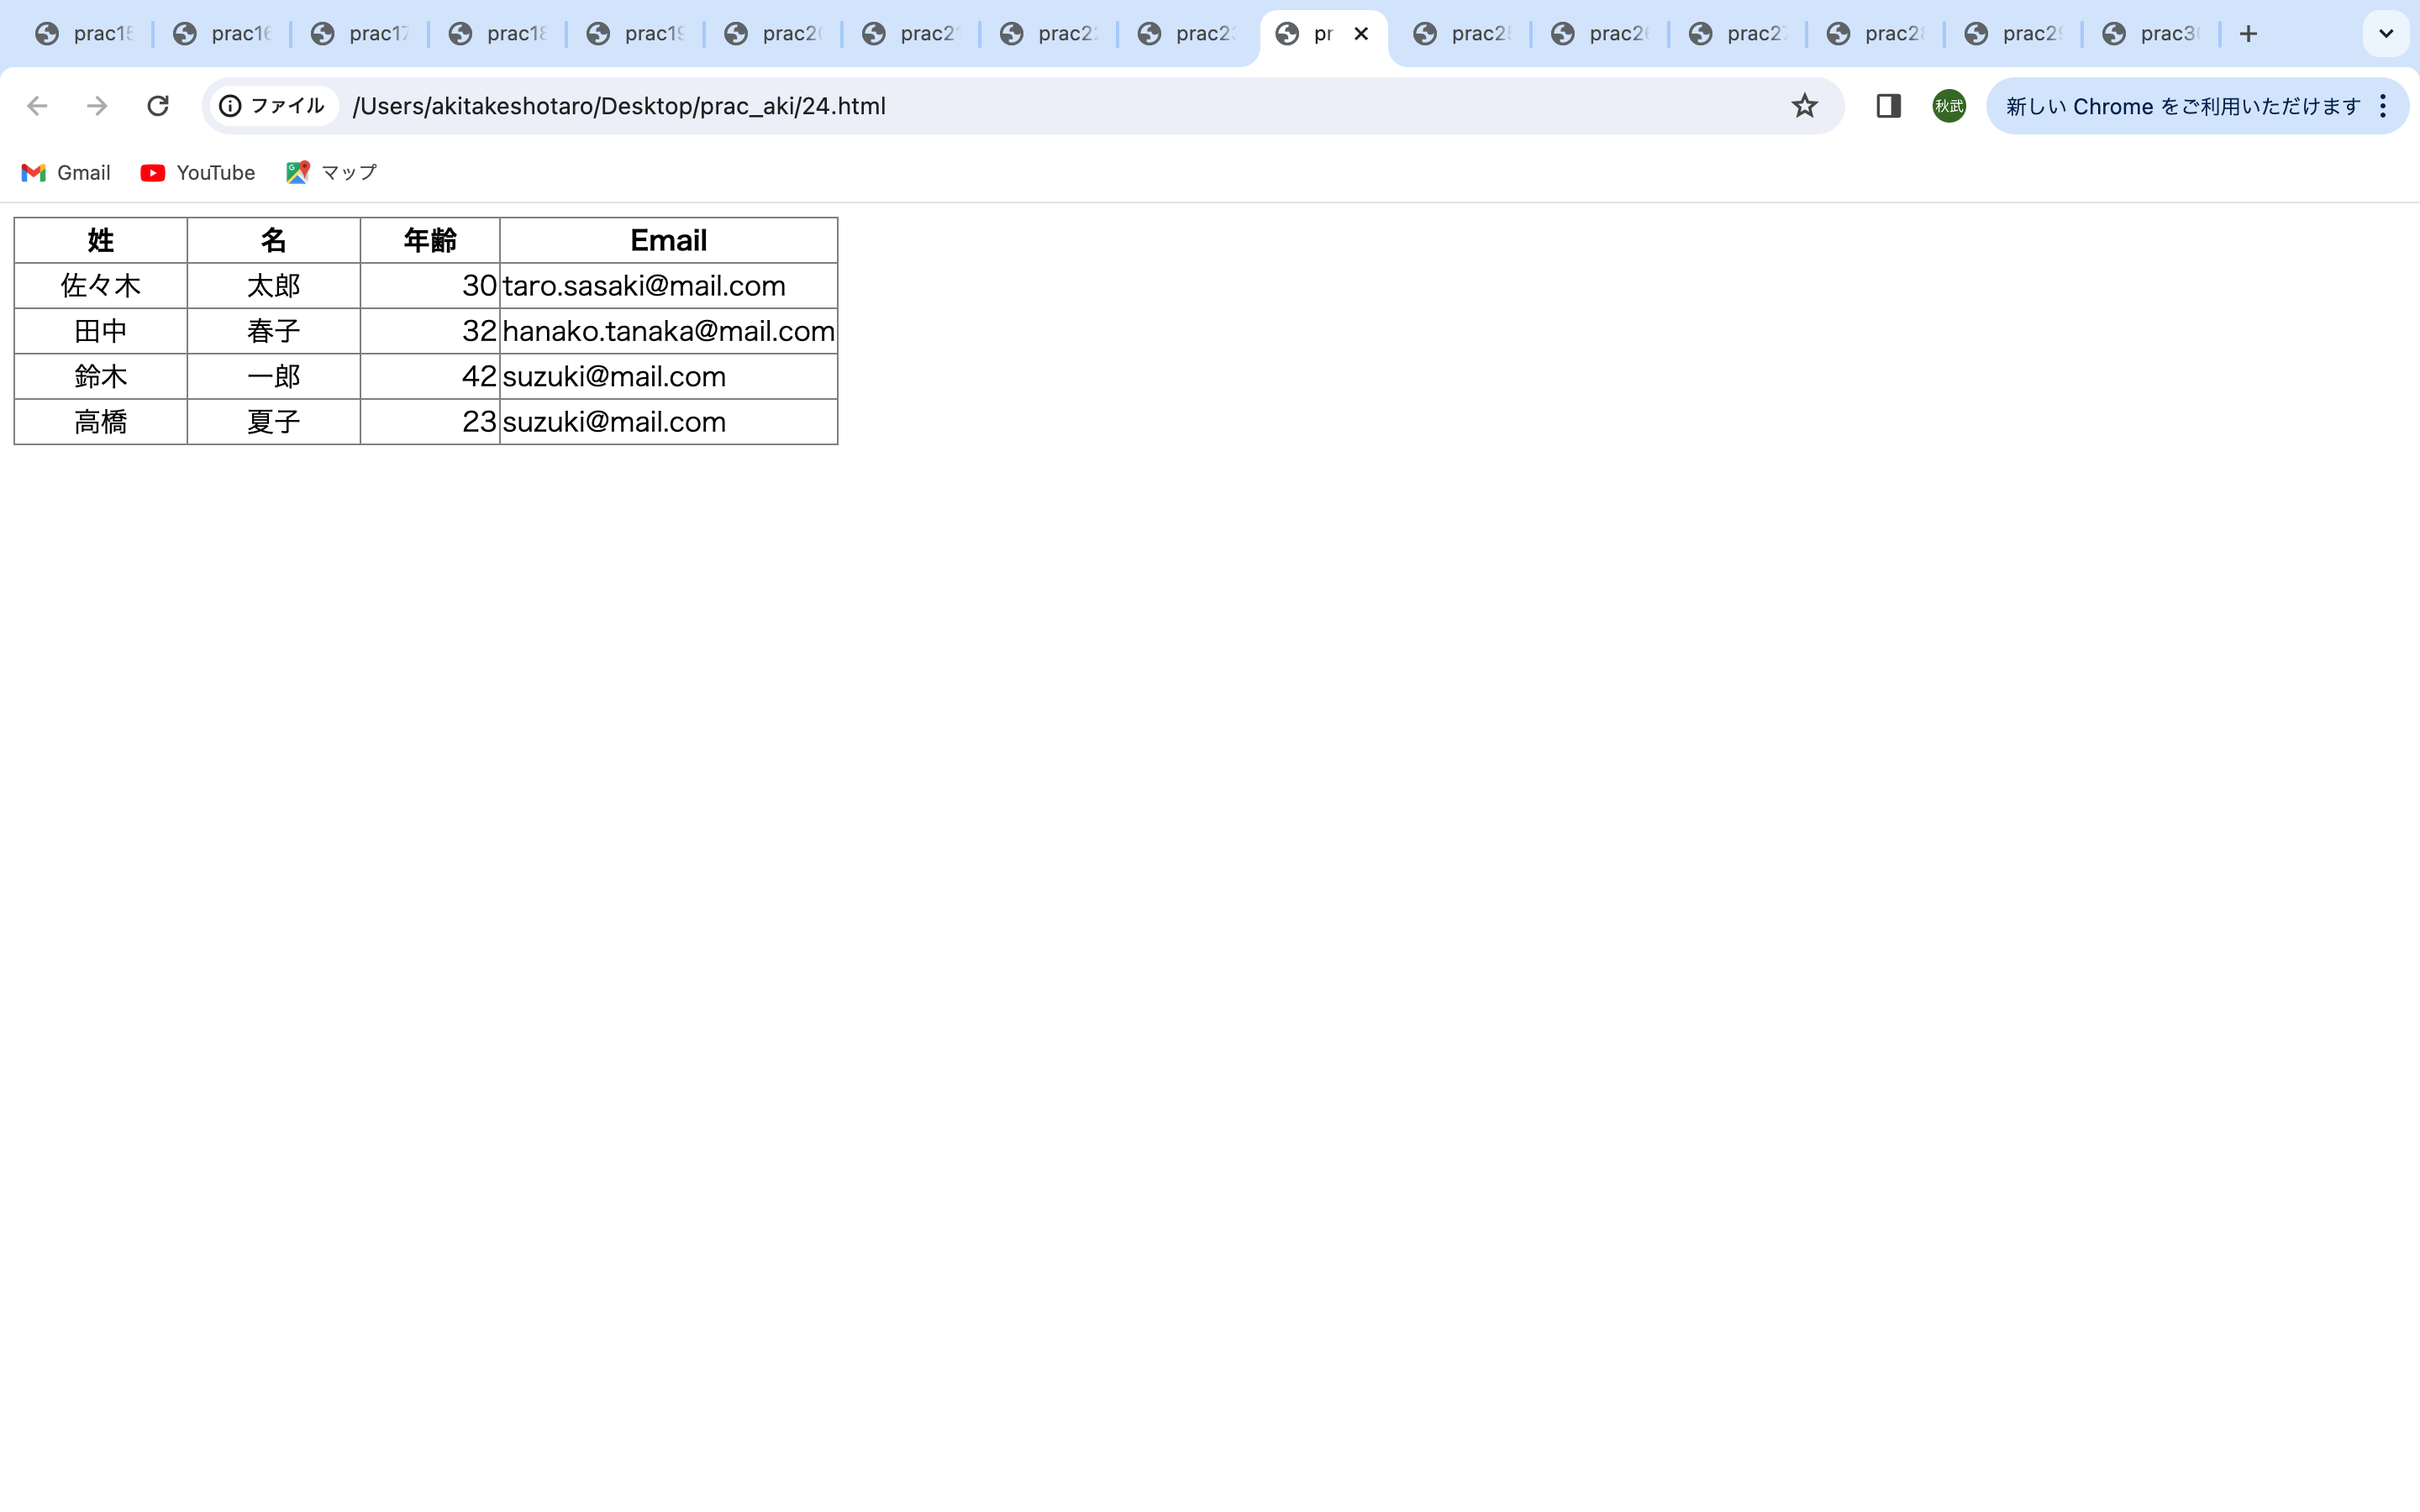 prac15 prac16 prac17 prac18 prac19 prac20 prac21 prac22 prac23 pr prac25 prac26 prac27 prac28 prac29 prac30
ファイル /Users/akitakeshotaro/Desktop/prac_aki/24.html 秋武 新しい Chrome をご利用いただけます
Gmail YouTube マップ
姓 名 年齢 Email
佐々木 太郎 30 taro.sasaki@mail.com
田中 春子 32 hanako.tanaka@mail.com
鈴木 一郎 42 suzuki@mail.com
高橋 夏子 23 suzuki@mail.com